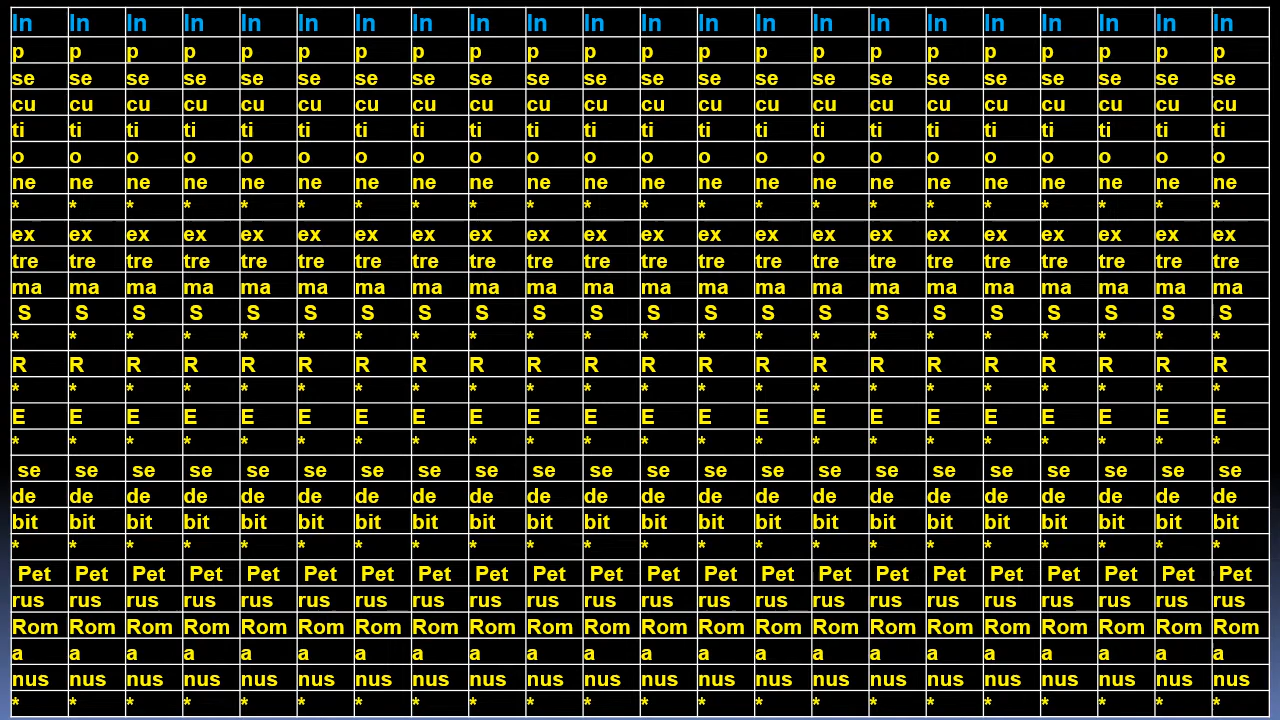 In In In In In In In In In In In In In In In In In In In In In In
p p p p p p p p p p p p p p p p p p p p p p
se se se se se se se se se se se se se se se se se se se se se se
cu cu cu cu cu cu cu cu cu cu cu cu cu cu cu cu cu cu cu cu cu cu
ti ti ti ti ti ti ti ti ti ti ti ti ti ti ti ti ti ti ti ti ti ti
o o o o o o o o o o o o o o o o o o o o o o
ne ne ne ne ne ne ne ne ne ne ne ne ne ne ne ne ne ne ne ne ne ne
* * * * * * * * * * * * * * * * * * * * * *
ex ex ex ex ex ex ex ex ex ex ex ex ex ex ex ex ex ex ex ex ex ex
tre tre tre tre tre tre tre tre tre tre tre tre tre tre tre tre tre tre tre tre tre tre
ma ma ma ma ma ma ma ma ma ma ma ma ma ma ma ma ma ma ma ma ma ma
S S S S S S S S S S S S S S S S S S S S S S
* * * * * * * * * * * * * * * * * * * * * *
R R R R R R R R R R R R R R R R R R R R R R
* * * * * * * * * * * * * * * * * * * * * *
E E E E E E E E E E E E E E E E E E E E E E
* * * * * * * * * * * * * * * * * * * * * *
se se se se se se se se se se se se se se se se se se se se se se
de de de de de de de de de de de de de de de de de de de de de de
bit bit bit bit bit bit bit bit bit bit bit bit bit bit bit bit bit bit bit bit bit bit
* * * * * * * * * * * * * * * * * * * * * *
Pet Pet Pet Pet Pet Pet Pet Pet Pet Pet Pet Pet Pet Pet Pet Pet Pet Pet Pet Pet Pet Pet
rus rus rus rus rus rus rus rus rus rus rus rus rus rus rus rus rus rus rus rus rus rus
Rom Rom Rom Rom Rom Rom Rom Rom Rom Rom Rom Rom Rom Rom Rom Rom Rom Rom Rom Rom Rom Rom
a a a a a a a a a a a a a a a a a a a a a a
nus nus nus nus nus nus nus nus nus nus nus nus nus nus nus nus nus nus nus nus nus nus
* * * * * * * * * * * * * * * * * * * * * *